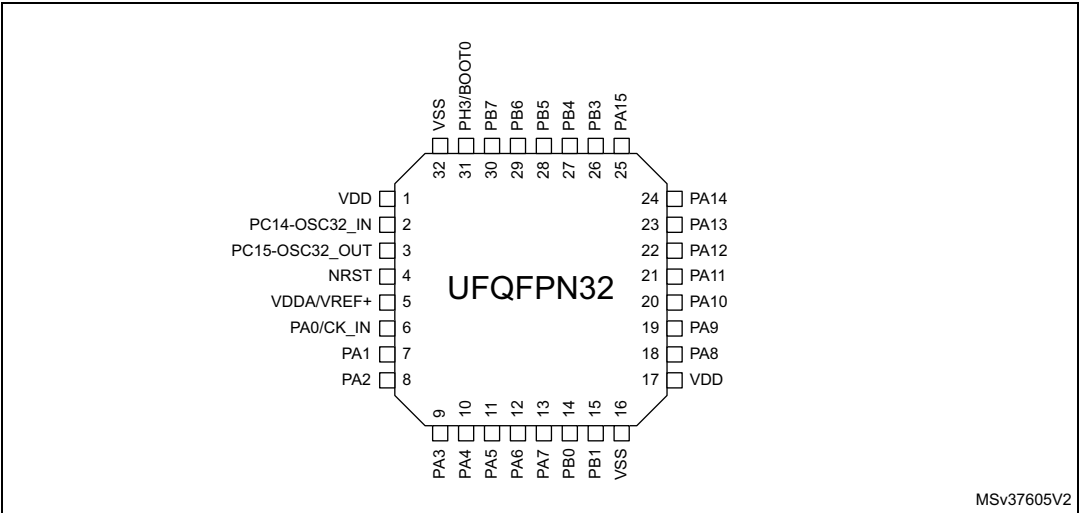 VSS
PH3/BOOT0
PB7
PB6
PB5
PB4
PB3
PA15
32
31
30
29
28
27
26
25
VDD 1
PC14-OSC32_IN 2
PC15-OSC32_OUT 3
NRST 4
VDDA/VREF+ 5
PA0/CK_IN 6
PA1 7
PA2 8
UFQFPN32
24 PA14
23 PA13
22 PA12
21 PA11
20 PA10
19 PA9
18 PA8
17 VDD
9
10
11
12
13
14
15
16
PA3
PA4
PA5
PA6
PA7
PB0
PB1
VSS
MSv37605V2